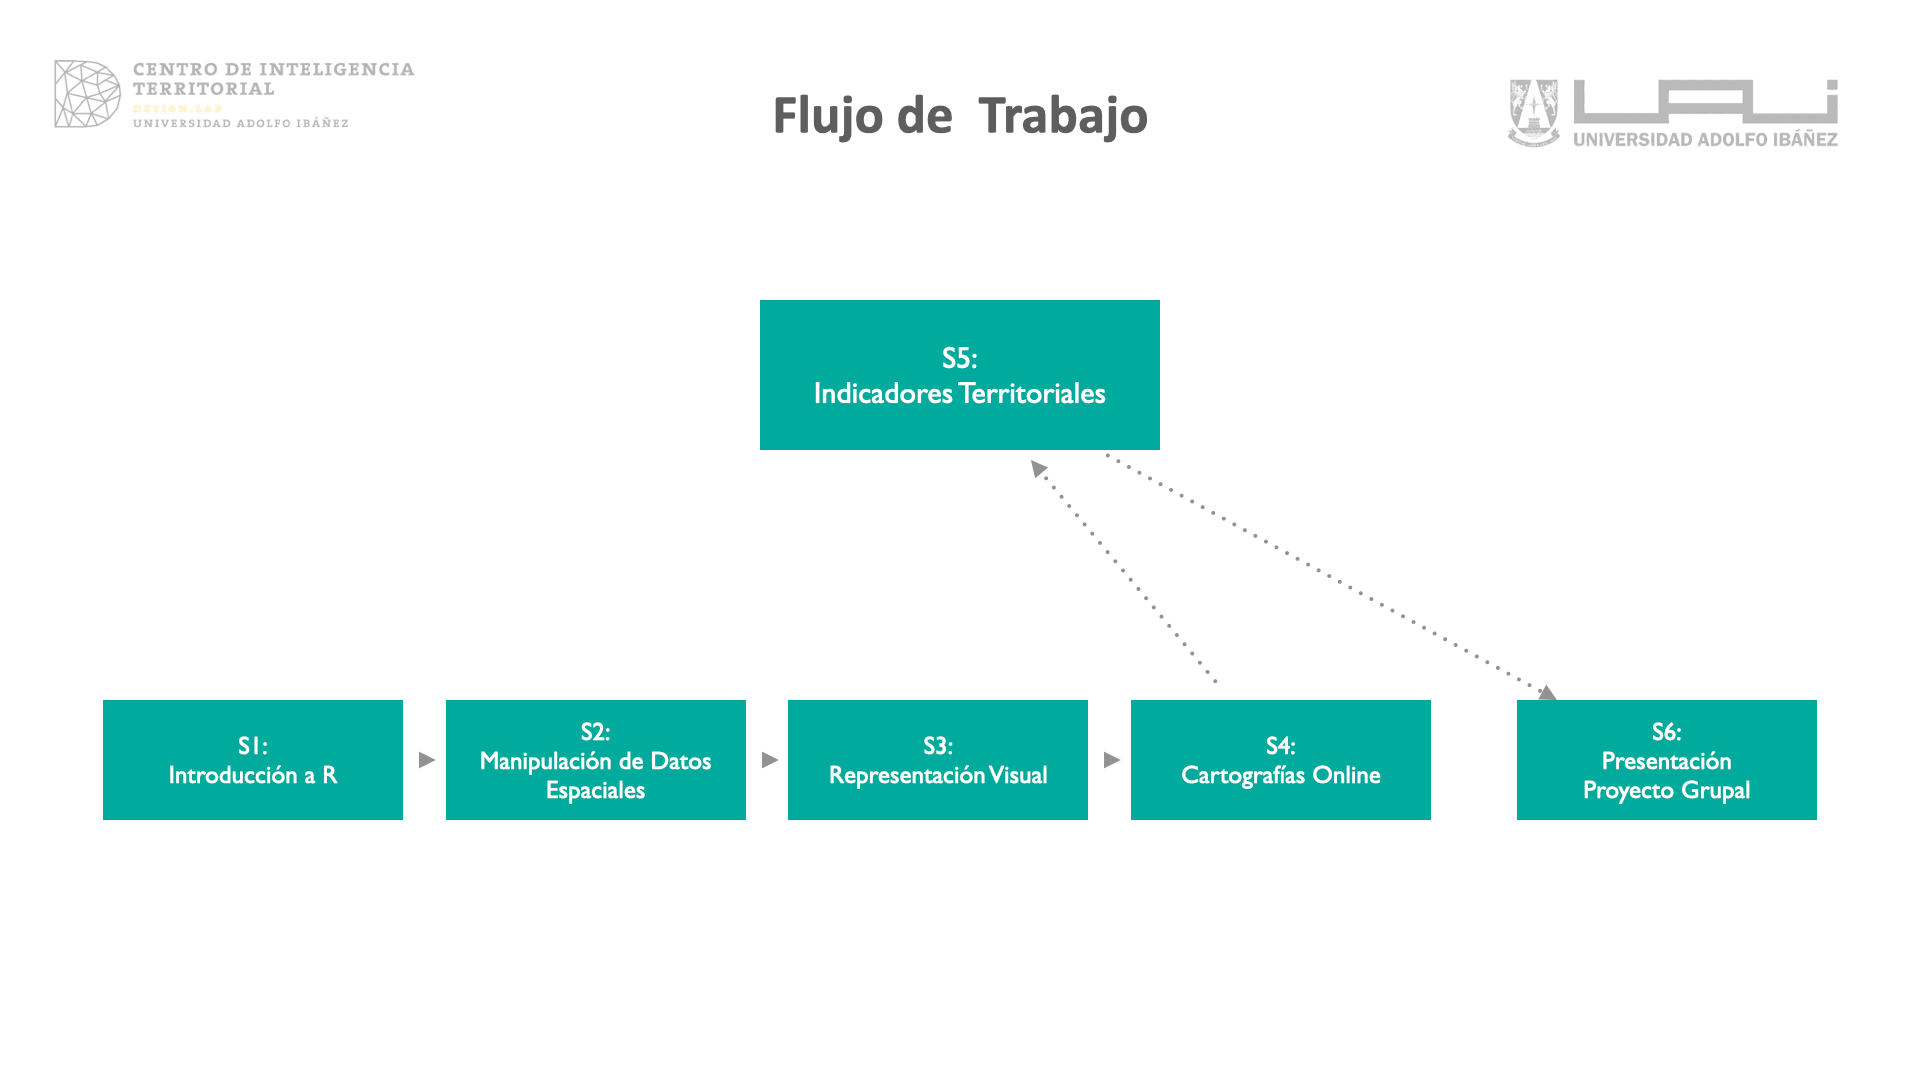 CENTRO DE INTELIGENCIA
TERRITORIAL
DESIGN.LAB
UNIVERSIDAD ADOLFO IBÁÑEZ
Flujo de Trabajo
UAI
UNIVERSIDAD ADOLFO IBÁÑEZ
S5:
Indicadores Territoriales
S1:
Introducción a R
S2:
Manipulación de Datos
Espaciales
S3:
Representación Visual
S4:
Cartografías Online
S6:
Presentación
Proyecto Grupal